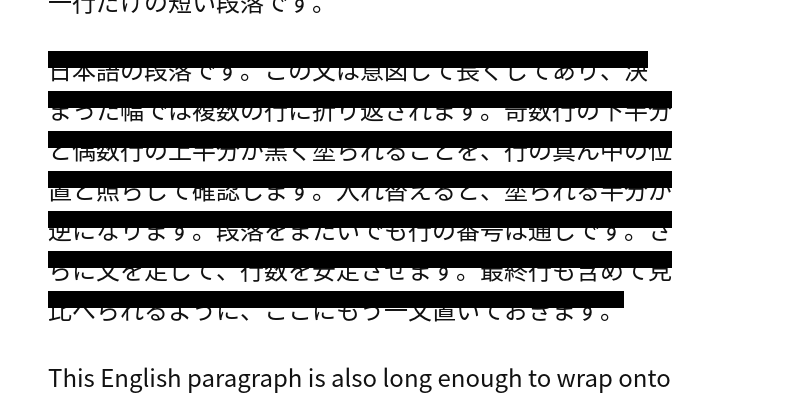 一行だけの短い段落です。
日本語の段落です。この文は意図して長くしてあり、決
まった幅では複数の行に折り返されます。奇数行の下半分
と偶数行の上半分が黒く塗られることを、行の真ん中の位
置と照らして確認します。入れ替えると、塗られる半分が
逆になります。段落をまたいでも行の番号は通しです。さ
らに文を足して、行数を安定させます。最終行も含めて見
比べられるように、ここにもう一文置いておきます。
This English paragraph is also long enough to wrap onto